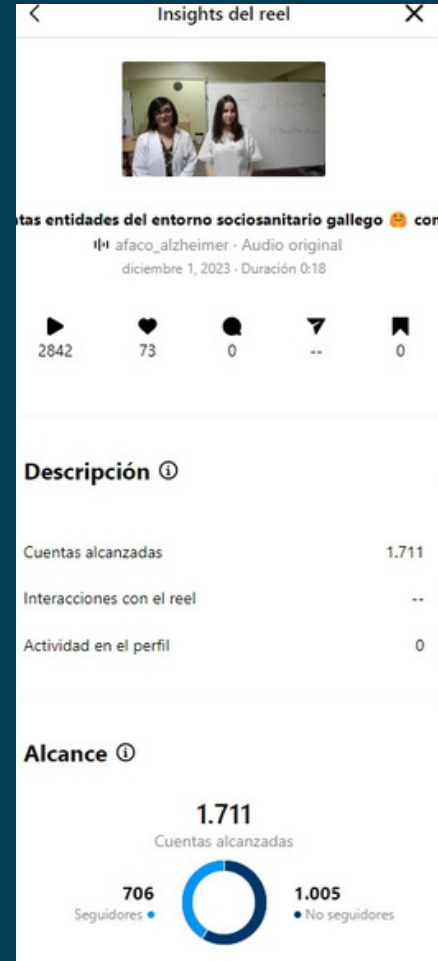 Insights del reel
tas entidades del entorno sociosanitario gallego 🤗 con
afaco_alzheimer · Audio original
diciembre 1, 2023 · Duración 0:18
2842 73 0 -- 0
Descripción
Cuentas alcanzadas 1.711
Interacciones con el reel --
Actividad en el perfil 0
Alcance
1.711
Cuentas alcanzadas
706 1.005
Seguidores No seguidores